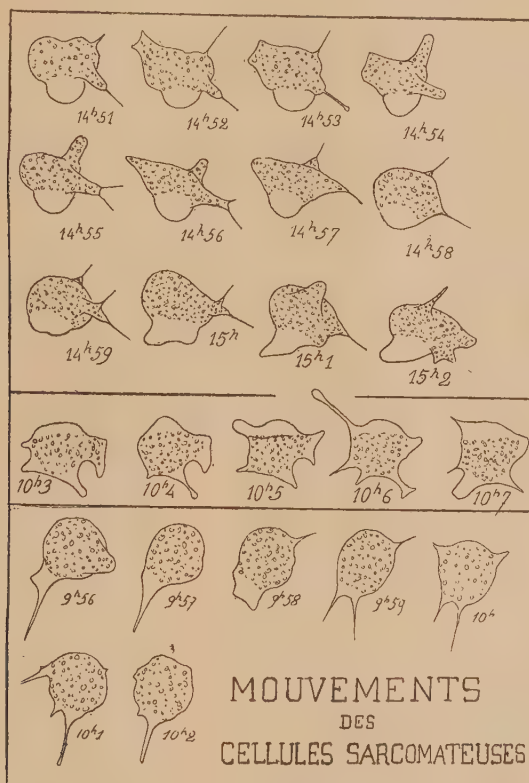 14h51 14h52 14h53 14h54
14h55 14h56 14h57 14h58
14h59 15h 15h1 15h2
10h3 10h4 10h5 10h6 10h7
9h56 9h57 9h58 9h59 10h
10h1 10h2
MOUVEMENTS
DES
CELLULES SARCOMATEUSES